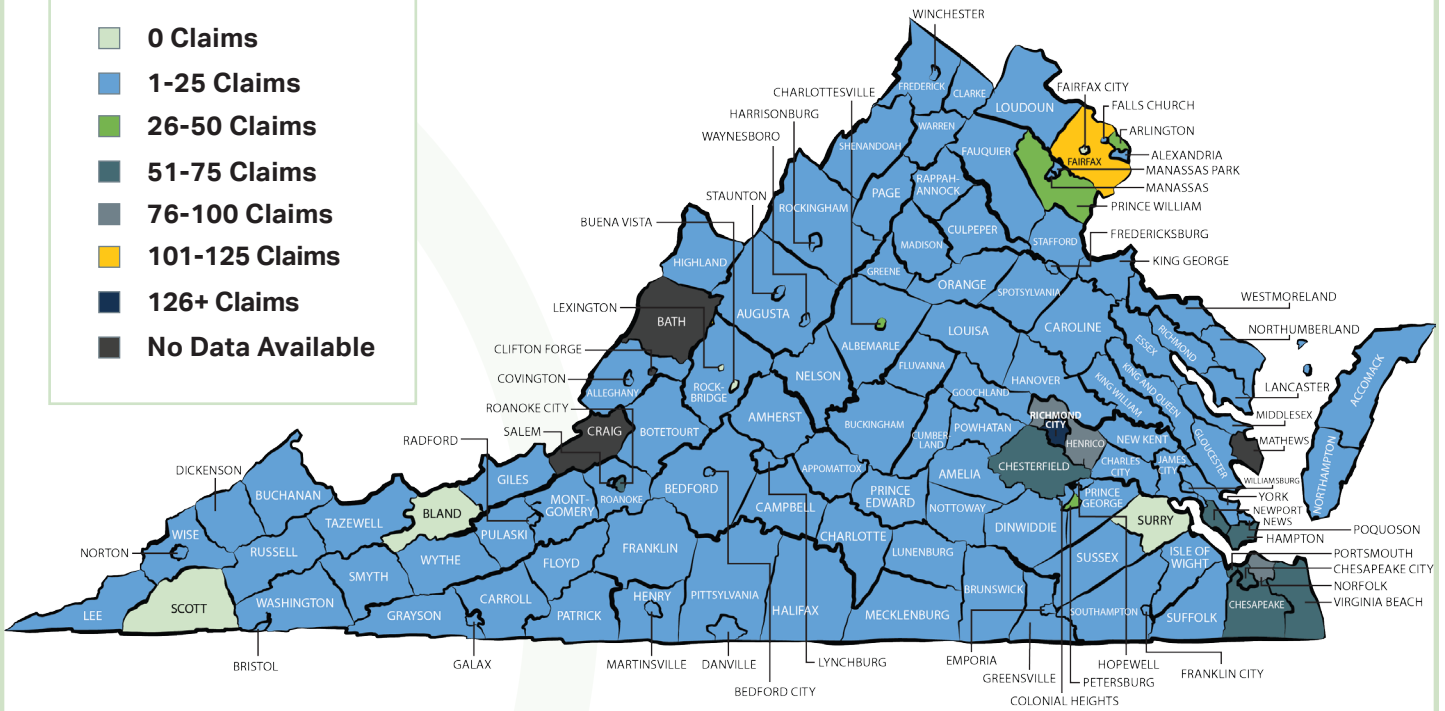 0 Claims
1-25 Claims
26-50 Claims
51-75 Claims
76-100 Claims
101-125 Claims
126+ Claims
No Data Available
WINCHESTER
CHARLOTTESVILLE
HARRISONBURG
WAYNESBORO
STAUNTON
BUENA VISTA
LEXINGTON
CLIFTON FORGE
COVINGTON
ROANOKE CITY
SALEM
RADFORD
DICKENSON
NORTON
FAIRFAX CITY
FALLS CHURCH
ARLINGTON
ALEXANDRIA
MANASSAS PARK
MANASSAS
PRINCE WILLIAM
FREDERICKSBURG
KING GEORGE
WESTMORELAND
NORTHUMBERLAND
LANCASTER
MIDDLESEX
MATHEWS
WILLIAMSBURG
YORK
NEWPORT
NEWS
POQUOSON
HAMPTON
PORTSMOUTH
CHESAPEAKE CITY
NORFOLK
VIRGINIA BEACH
FREDERICK
CLARKE
LOUDOUN
WARREN
SHENANDOAH
FAUQUIER
FAIRFAX
PAGE
RAPPAH-
ANNOCK
ROCKINGHAM
CULPEPER
MADISON
STAFFORD
HIGHLAND
GREENE
ORANGE
SPOTSYLVANIA
BATH
AUGUSTA
ALBEMARLE
LOUISA
CAROLINE
ESSEX
RICHMOND
ACCOMACK
NORTHAMPTON
ALLEGHANY
ROCK-
BRIDGE
NELSON
FLUVANNA
GOOCHLAND
HANOVER
KING WILLIAM
KING AND QUEEN
GLOUCESTER
CRAIG
BOTETOURT
AMHERST
BUCKINGHAM
CUMBER-
LAND
POWHATAN
RICHMOND
CITY
HENRICO
NEW KENT
CHARLES
CITY
JAMES
CITY
CHESTERFIELD
GILES
MONT-
GOMERY
ROANOKE
BEDFORD
APPOMATTOX
CAMPBELL
PRINCE
EDWARD
AMELIA
NOTTOWAY
PRINCE
GEORGE
DINWIDDIE
SURRY
BUCHANAN
TAZEWELL
BLAND
PULASKI
WISE
RUSSELL
WYTHE
FLOYD
FRANKLIN
CHARLOTTE
LUNENBURG
SUSSEX
ISLE OF
WIGHT
LEE
SCOTT
WASHINGTON
SMYTH
GRAYSON
CARROLL
PATRICK
HENRY
PITTSYLVANIA
HALIFAX
MECKLENBURG
BRUNSWICK
SOUTHAMPTON
SUFFOLK
CHESAPEAKE
BRISTOL
GALAX
MARTINSVILLE
DANVILLE
BEDFORD CITY
LYNCHBURG
EMPORIA
GREENSVILLE
COLONIAL HEIGHTS
PETERSBURG
HOPEWELL
FRANKLIN CITY